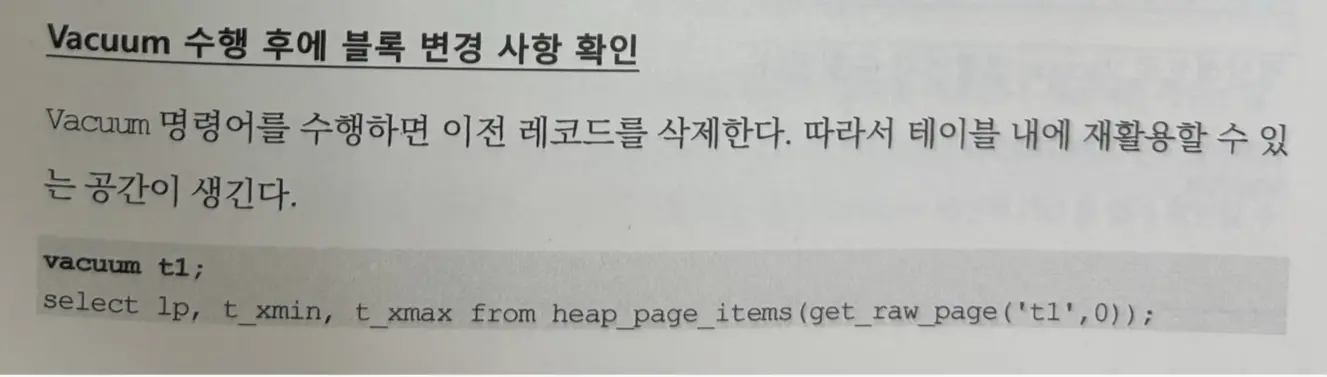 Vacuum 수행 후에 블록 변경 사항 확인
Vacuum 명령어를 수행하면 이전 레코드를 삭제한다. 따라서 테이블 내에 재활용할 수 있
는 공간이 생긴다.
vacuum t1;
select lp, t_xmin, t_xmax from heap_page_items(get_raw_page('t1',0));